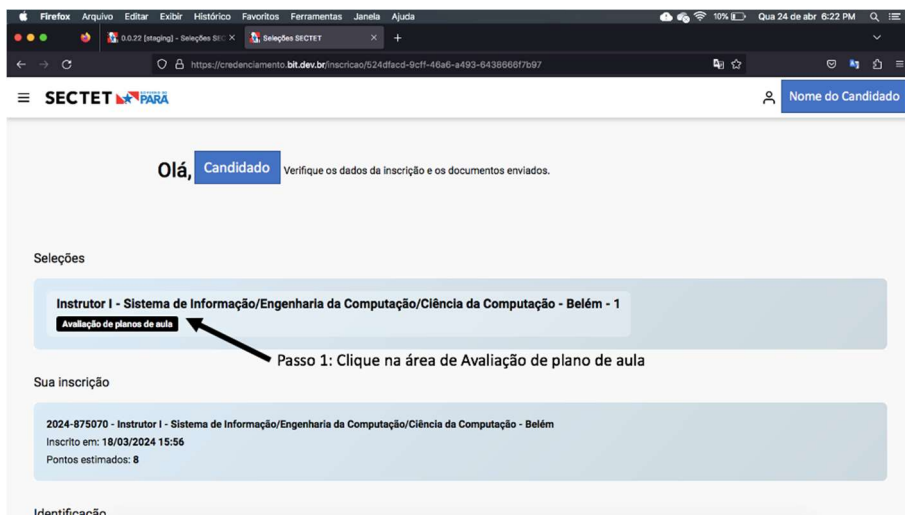 Firefox Arquivo Editar Exibir Histórico Favoritos Ferramentas Janela Ajuda 10% Qua 24 de abr 6:22 PM
0.0.22 [staging] - Seleções SEC Seleções SECTET
https://credenciamento.bit.dev.br/inscricao/524dfacd-9cff-46a6-a493-6438666f7b97
SECTET PARÁ Nome do Candidado
Olá, Candidado Verifique os dados da inscrição e os documentos enviados.
Seleções
Instrutor I - Sistema de Informação/Engenharia da Computação/Ciência da Computação - Belém - 1
Avaliação de planos de aula
Passo 1: Clique na área de Avaliação de plano de aula
Sua inscrição
2024-875070 - Instrutor I - Sistema de Informação/Engenharia da Computação/Ciência da Computação - Belém
Inscrito em: 18/03/2024 15:56
Pontos estimados: 8
Identificação